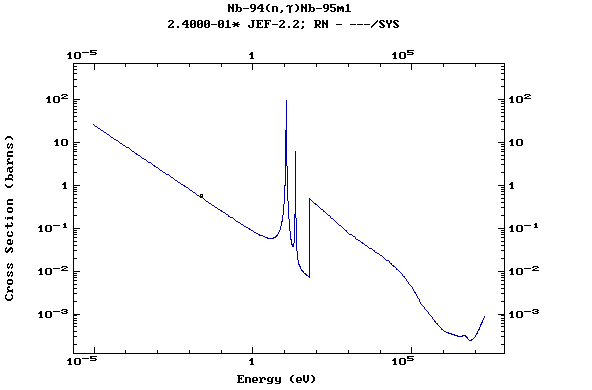 Nb-94(n,γ)Nb-95m1
2.4000-01* JEF-2.2; RN - ---/SYS
10⁻⁵ 1 10⁵
10² 10²
10 10
1 1
10⁻¹ 10⁻¹
10⁻² 10⁻²
10⁻³ 10⁻³
Cross Section (barns)
10⁻⁵ 1 10⁵
Energy (eV)